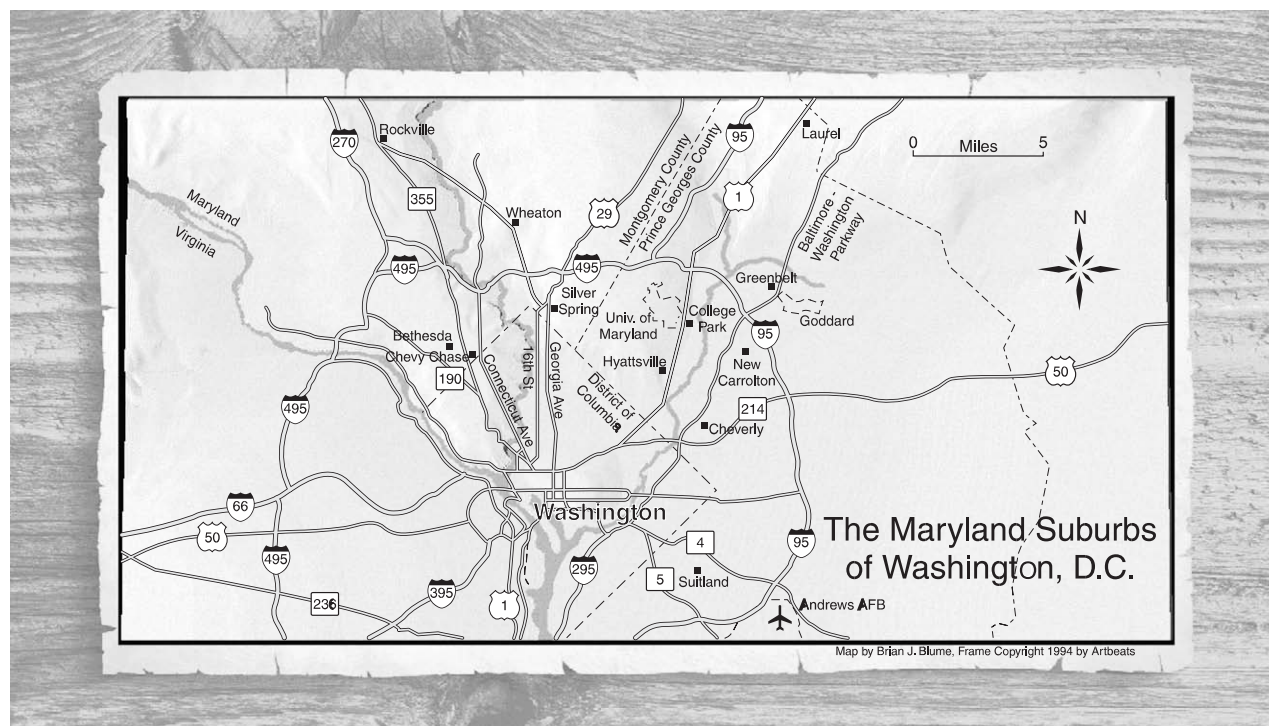 Rockville
Laurel
270
95
0 Miles 5
Montgomery County
Prince Georges County
355
1
Maryland
Virginia
Wheaton
29
Baltimore -
Washington
Parkway
N
495
495
Greenbelt
Silver
Spring
Univ. of
Maryland
College
Park
Goddard
95
Bethesda
Chevy Chase
Hyattsville
New
Carrolton
50
190
Connecticut Ave
16th St
Georgia Ave
District of
Columbia
495
214
Cheverly
66
50
Washington
The Maryland Suburbs
of Washington, D.C.
495
4
95
295
5
Suitland
236
395
1
Andrews AFB
Map by Brian J. Blume, Frame Copyright 1994 by Artbeats